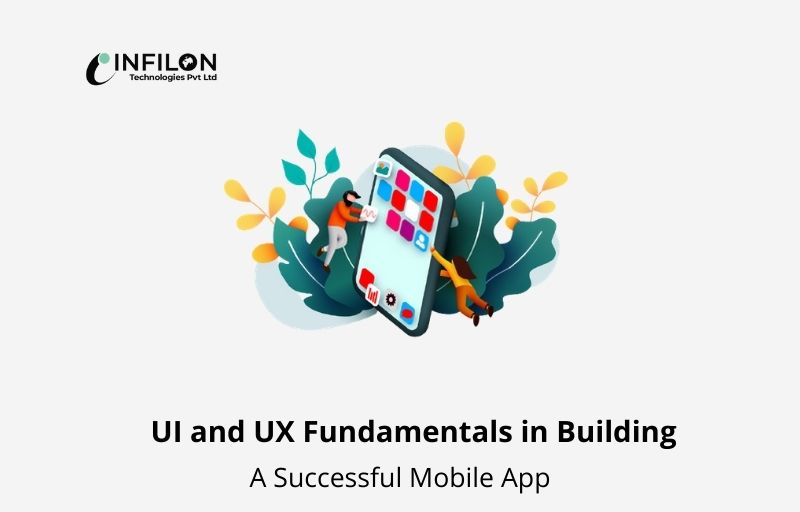 INFILON
Technologies Pvt Ltd
UI and UX Fundamentals in Building
A Successful Mobile App